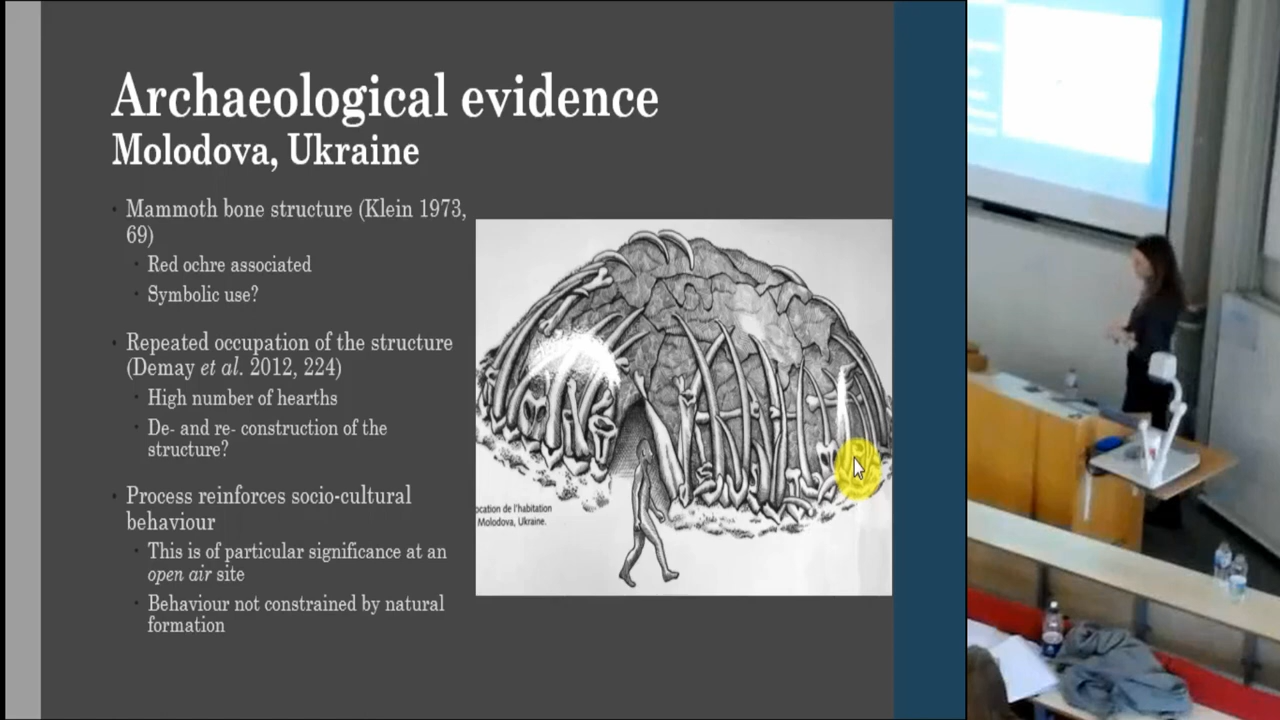 Archaeological evidence
Molodova, Ukraine
Mammoth bone structure (Klein 1973,
69)
Red ochre associated
Symbolic use?
Repeated occupation of the structure
(Demay et al. 2012, 224)
High number of hearths
De- and re- construction of the
structure?
Process reinforces socio-cultural
behaviour
This is of particular significance at an
open air site
Behaviour not constrained by natural
formation
cation de l'habitation
Molodova, Ukraine.